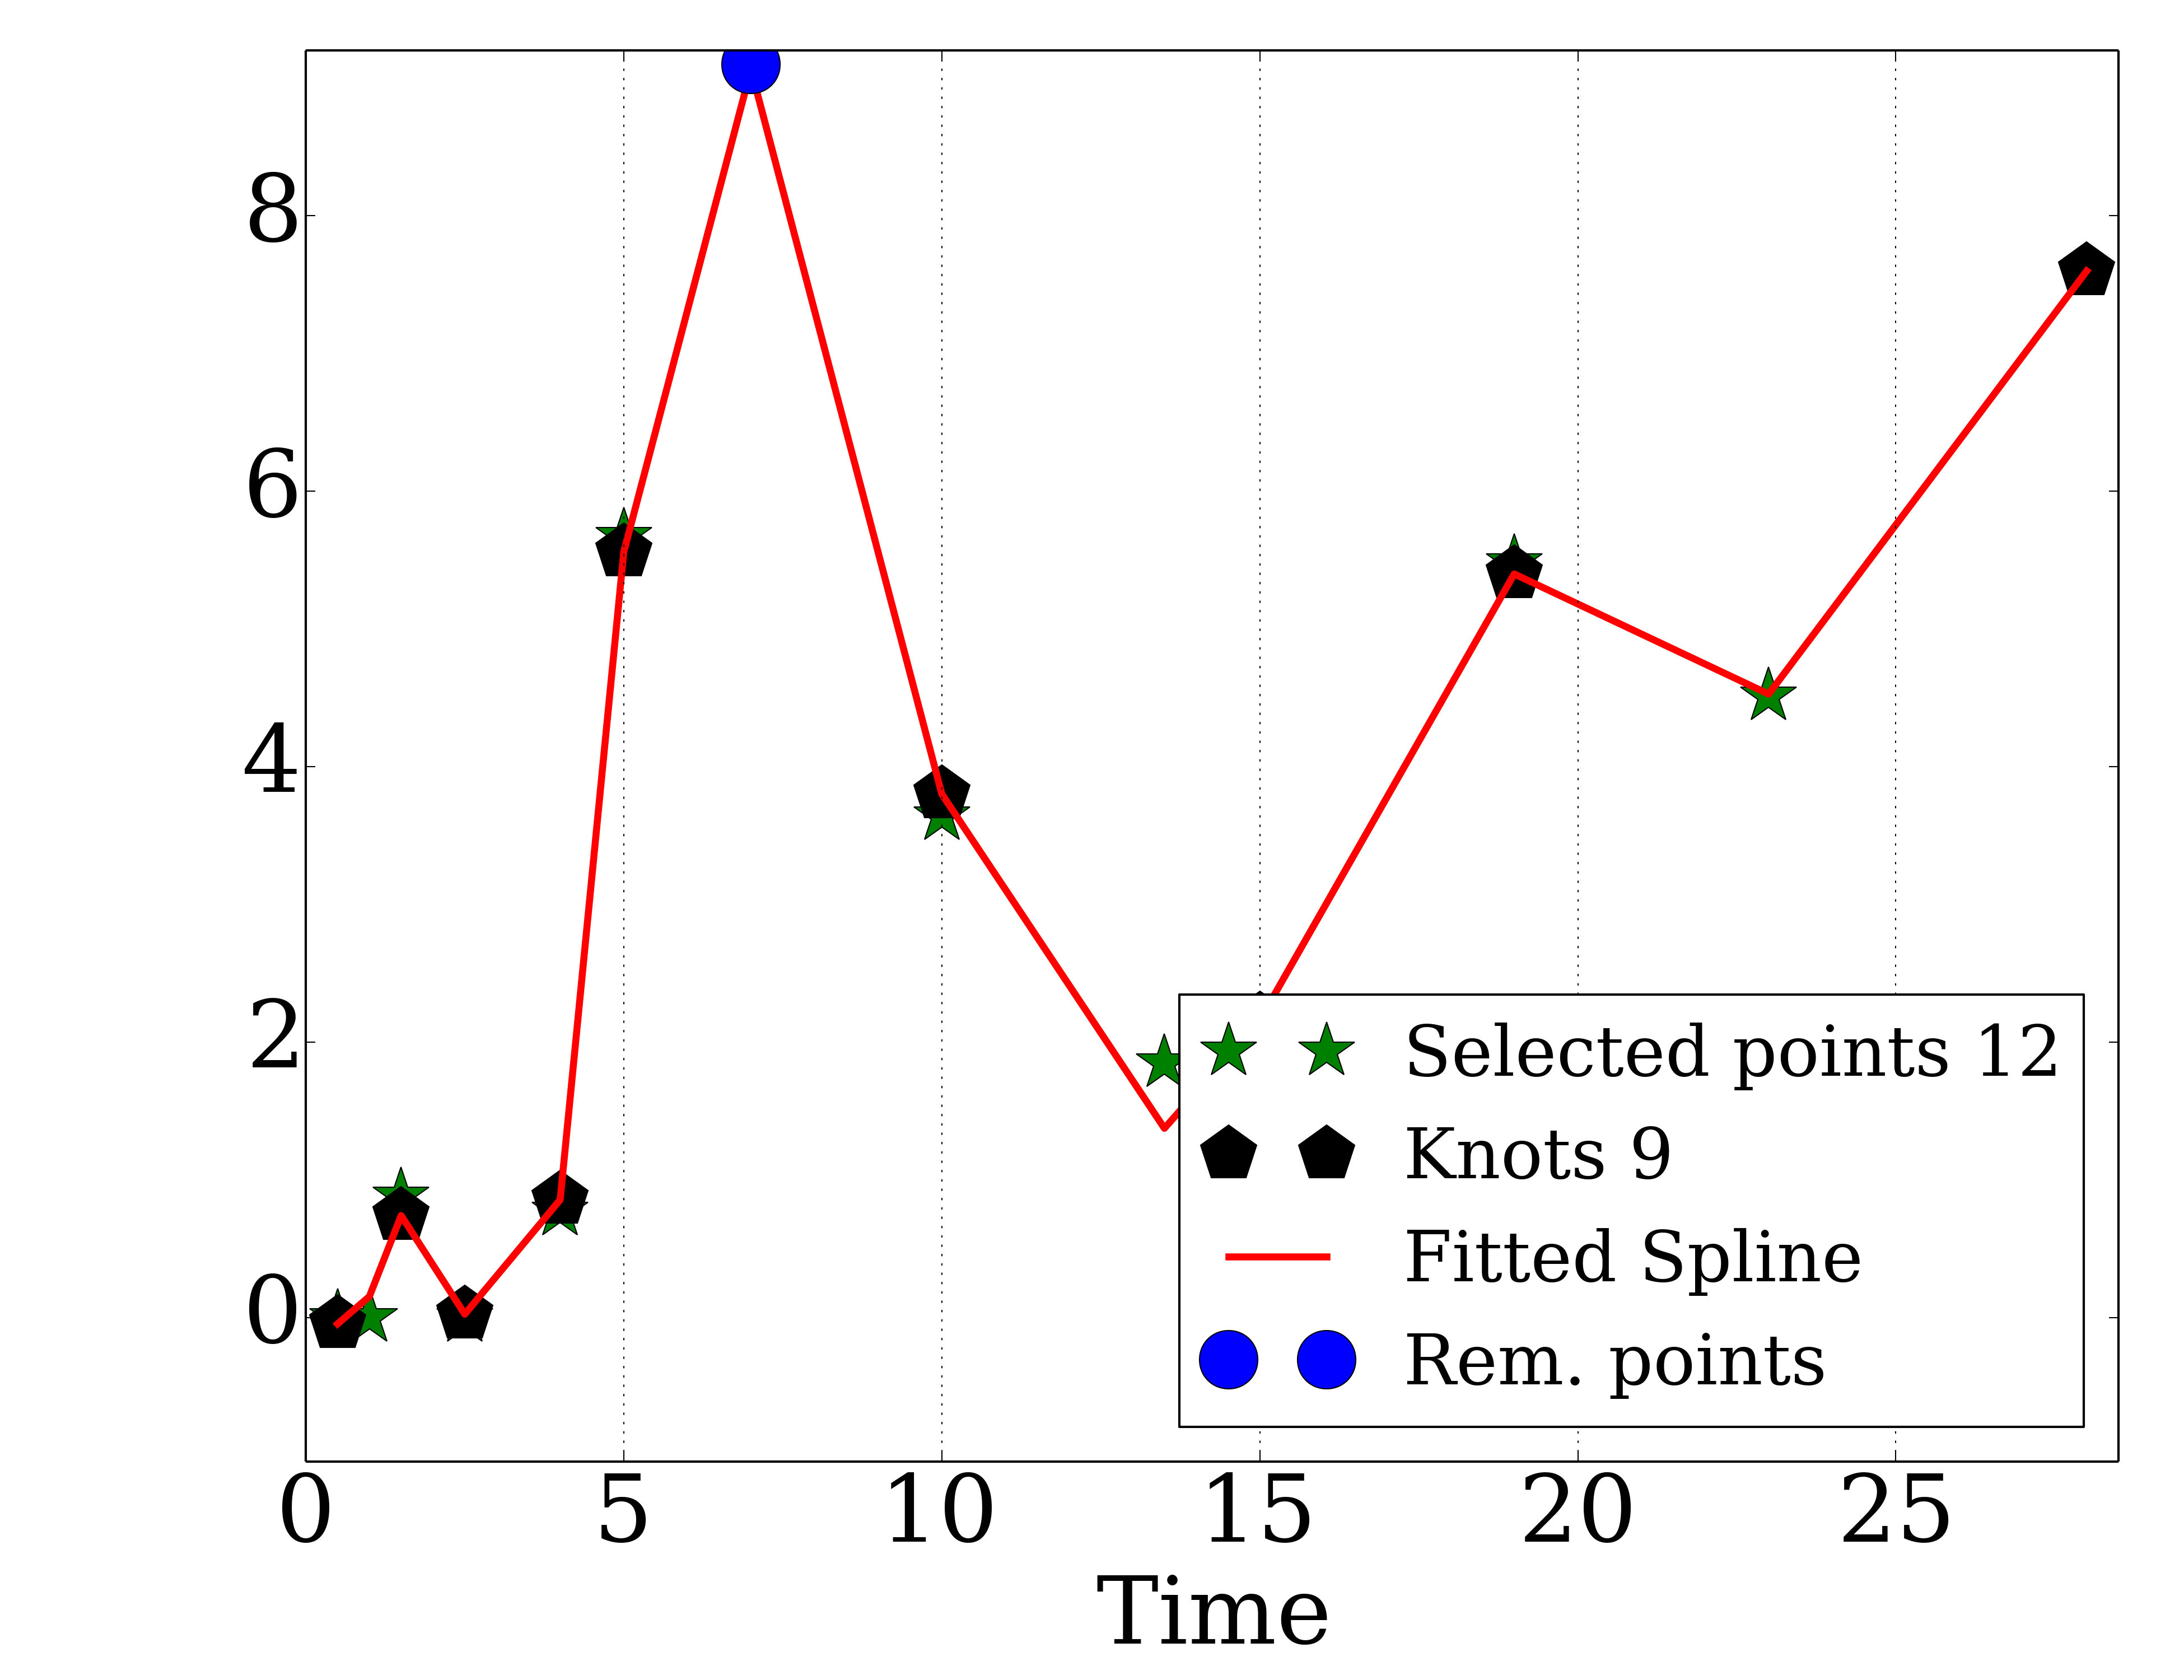 8
6
4
2
0
Selected points 12
Knots 9
Fitted Spline
Rem. points
0 5 10 15 20 25
Time